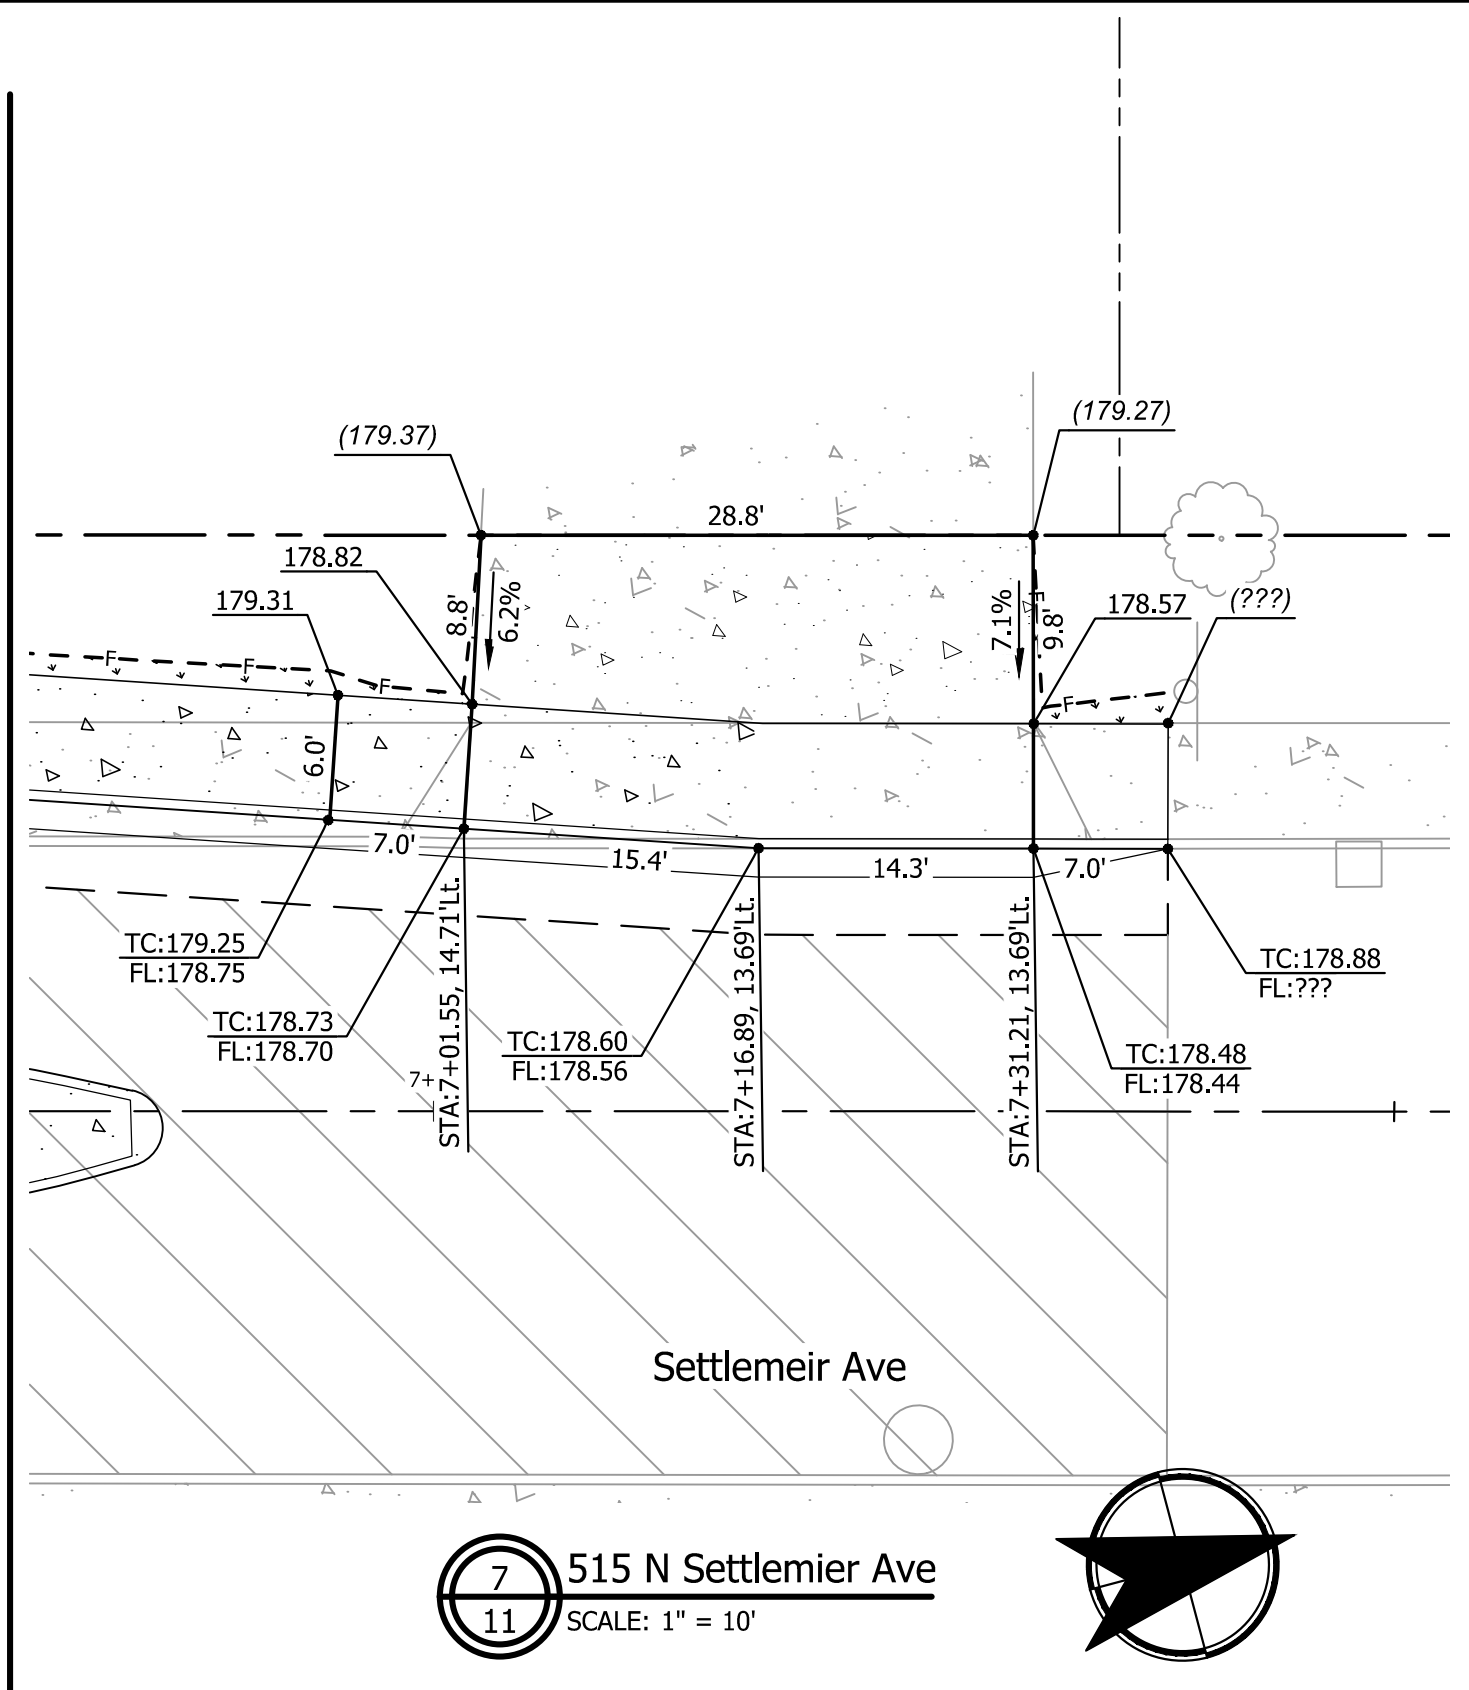 (179.27)
(179.37)
28.8'
178.82
179.31
8.8'
6.2%
7.1%
F
9.8'
178.57
(???)
F
F
F
F
6.0'
7.0'
15.4'
14.3'
7.0'
TC:179.25
FL:178.75
STA:7+01.55, 14.71'Lt.
STA:7+16.89, 13.69'Lt.
STA:7+31.21, 13.69'Lt.
TC:178.88
FL:???
TC:178.73
FL:178.70
TC:178.60
FL:178.56
TC:178.48
FL:178.44
7+
Settlemeir Ave
7
11
515 N Settlemier Ave
SCALE: 1" = 10'